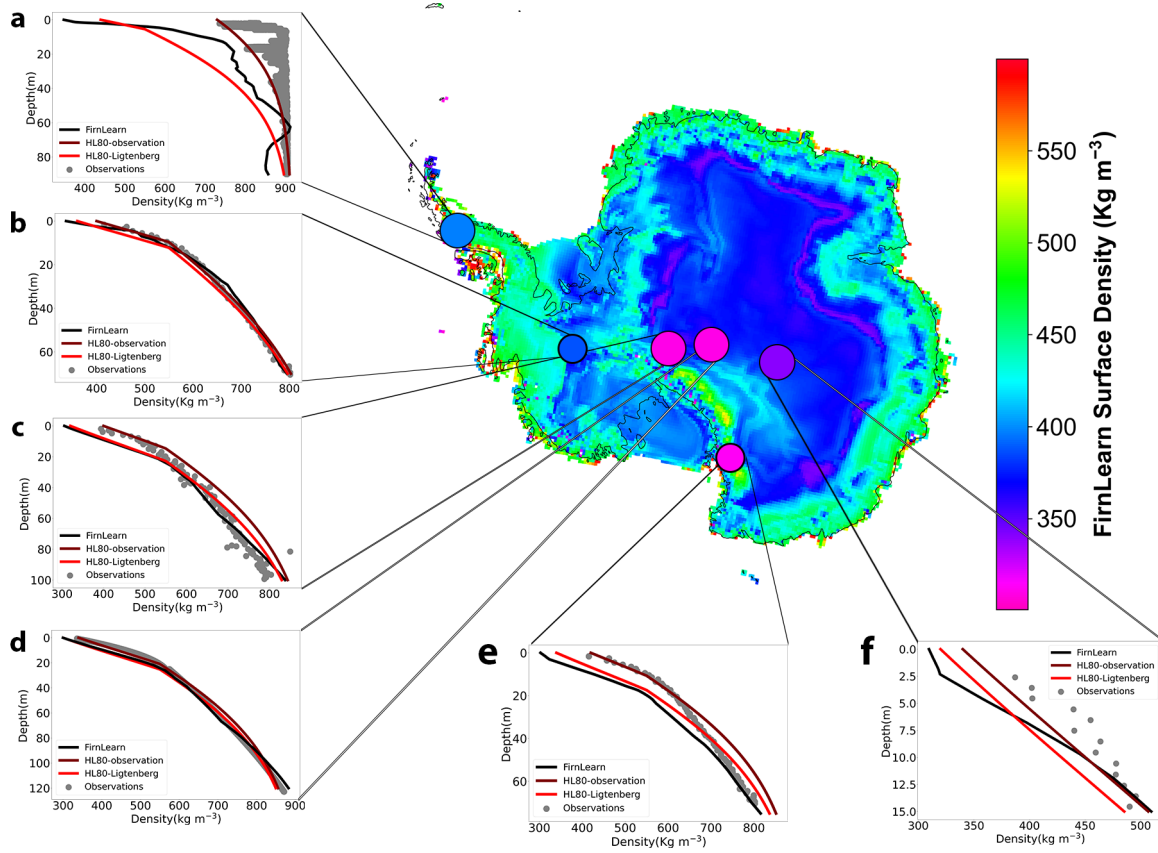 a
0
20
40
60
80
Depth(m)
FirnLearn
HL80-observation
HL80-Ligtenberg
Observations
400 500 600 700 800 900
Density(Kg m⁻³)
b
0
20
40
60
Depth(m)
FirnLearn
HL80-observation
HL80-Ligtenberg
Observations
400 500 600 700 800
Density(Kg m⁻³)
c
0
20
40
60
80
100
Depth(m)
FirnLearn
HL80-observation
HL80-Ligtenberg
Observations
300 400 500 600 700 800
Density(kg m⁻³)
d
0
20
40
60
80
100
120
Depth(m)
FirnLearn
HL80-observation
HL80-Ligtenberg
Observations
300 400 500 600 700 800 900
Density(kg m⁻³)
e
0
20
40
60
Depth(m)
FirnLearn
HL80-observation
HL80-Ligtenberg
Observations
300 400 500 600 700 800
Density(kg m⁻³)
f
0.0
2.5
5.0
7.5
10.0
12.5
15.0
Depth(m)
FirnLearn
HL80-observation
HL80-Ligtenberg
Observations
300 350 400 450 500
Density(kg m⁻³)
550
500
450
400
350
FirnLearn Surface Density (Kg m⁻³)